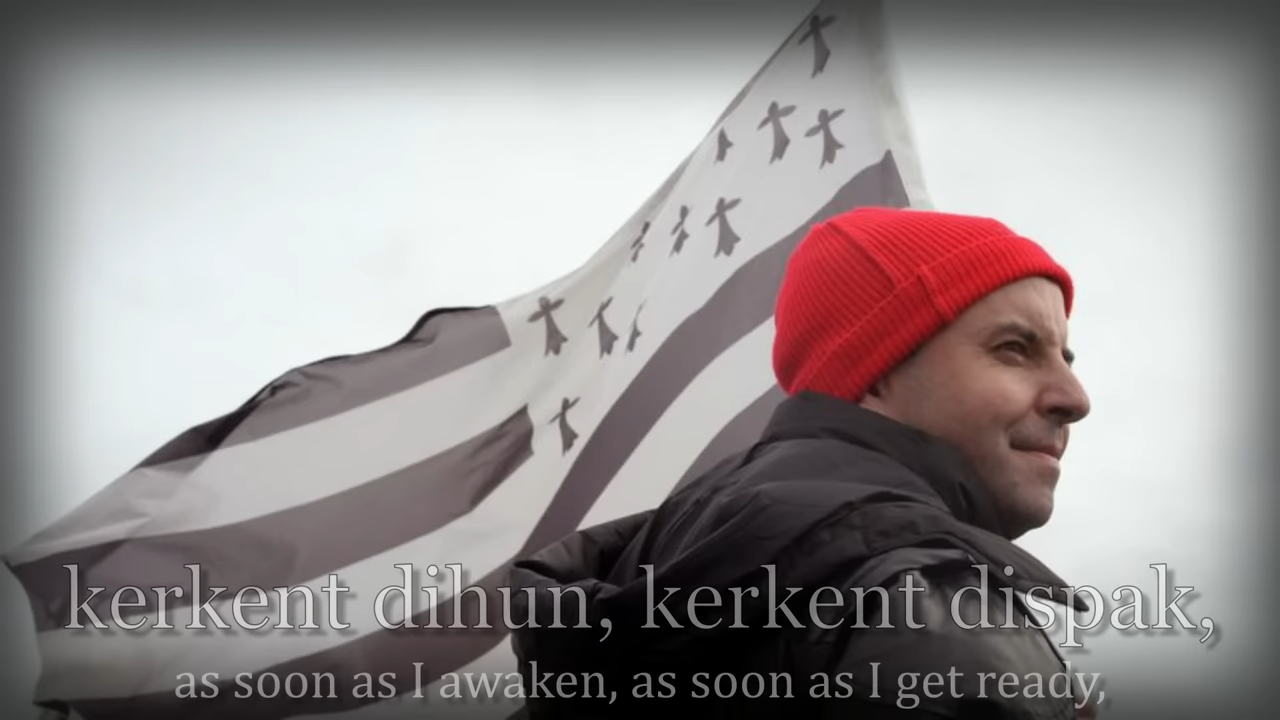 kerkent dihun, kerkent dispak,
as soon as I awaken, as soon as I get ready,